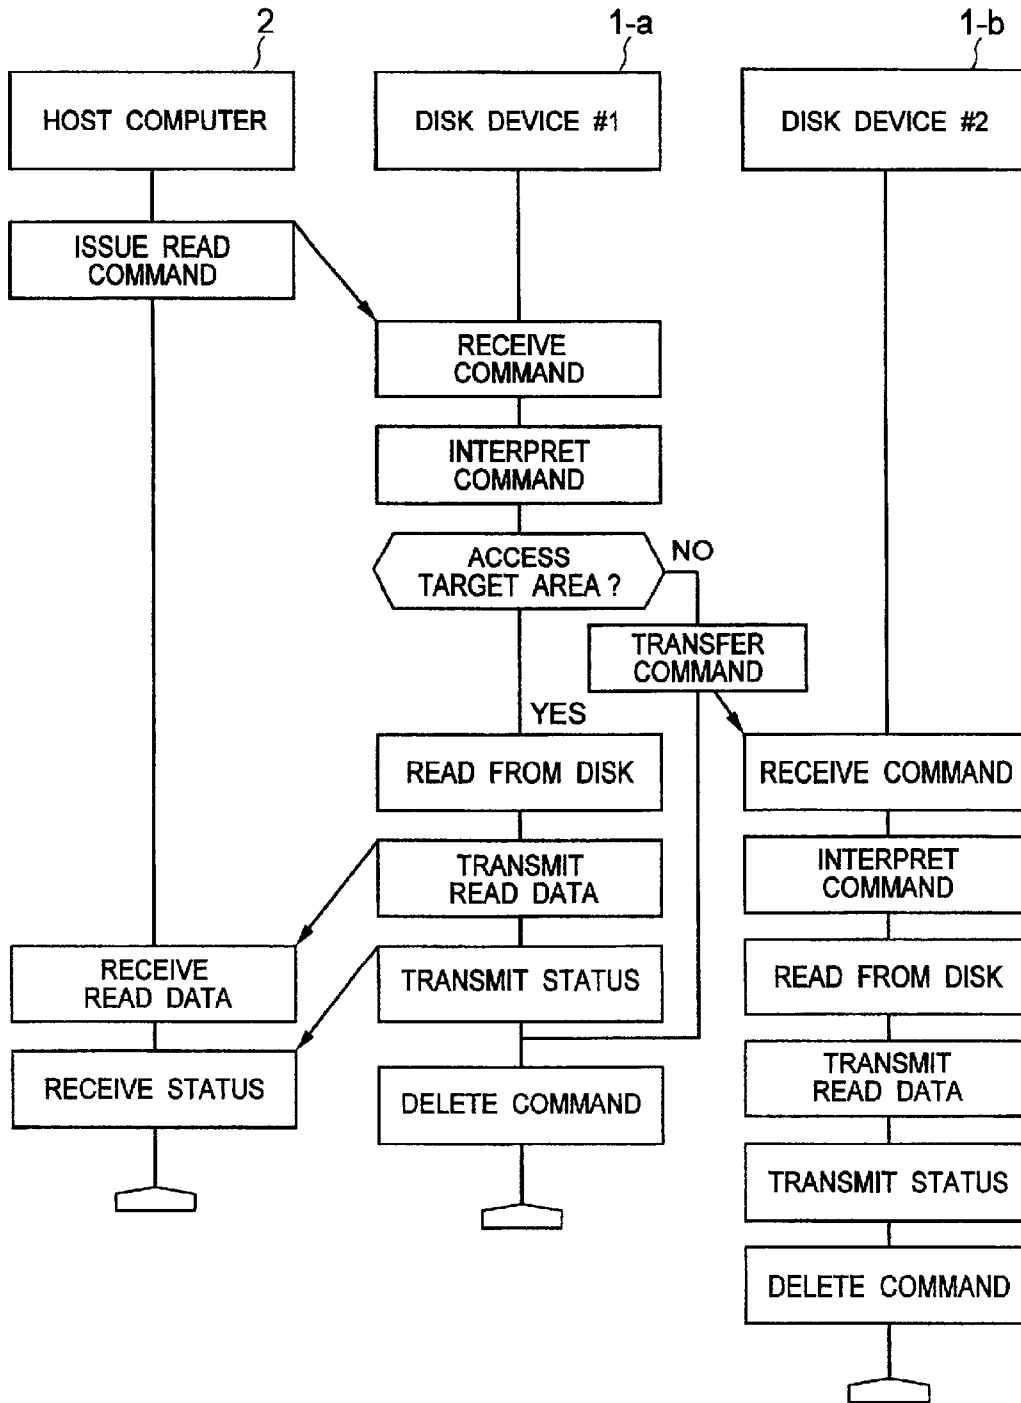 2
1-a
1-b
HOST COMPUTER
DISK DEVICE #1
DISK DEVICE #2
ISSUE READ
COMMAND
RECEIVE
COMMAND
INTERPRET
COMMAND
ACCESS
TARGET AREA ?
NO
TRANSFER
COMMAND
YES
READ FROM DISK
RECEIVE COMMAND
TRANSMIT
READ DATA
INTERPRET
COMMAND
RECEIVE
READ DATA
TRANSMIT STATUS
READ FROM DISK
RECEIVE STATUS
DELETE COMMAND
TRANSMIT
READ DATA
TRANSMIT STATUS
DELETE COMMAND